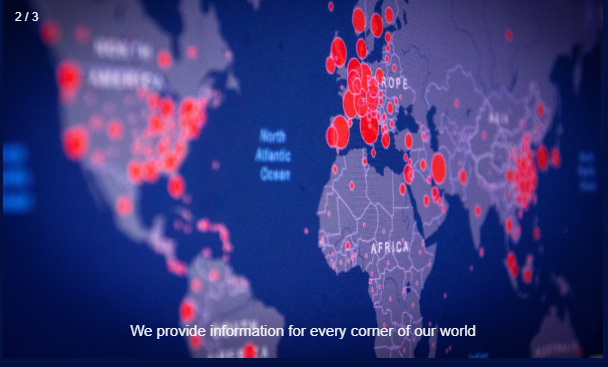 2 / 3
NORTH
AMERICA
EUROPE
ASIA
North
Atlantic
Ocean
AFRICA
We provide information for every corner of our world